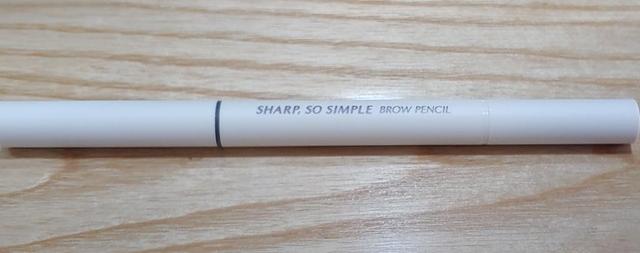 SHARP, SO SIMPLE BROW PENCIL